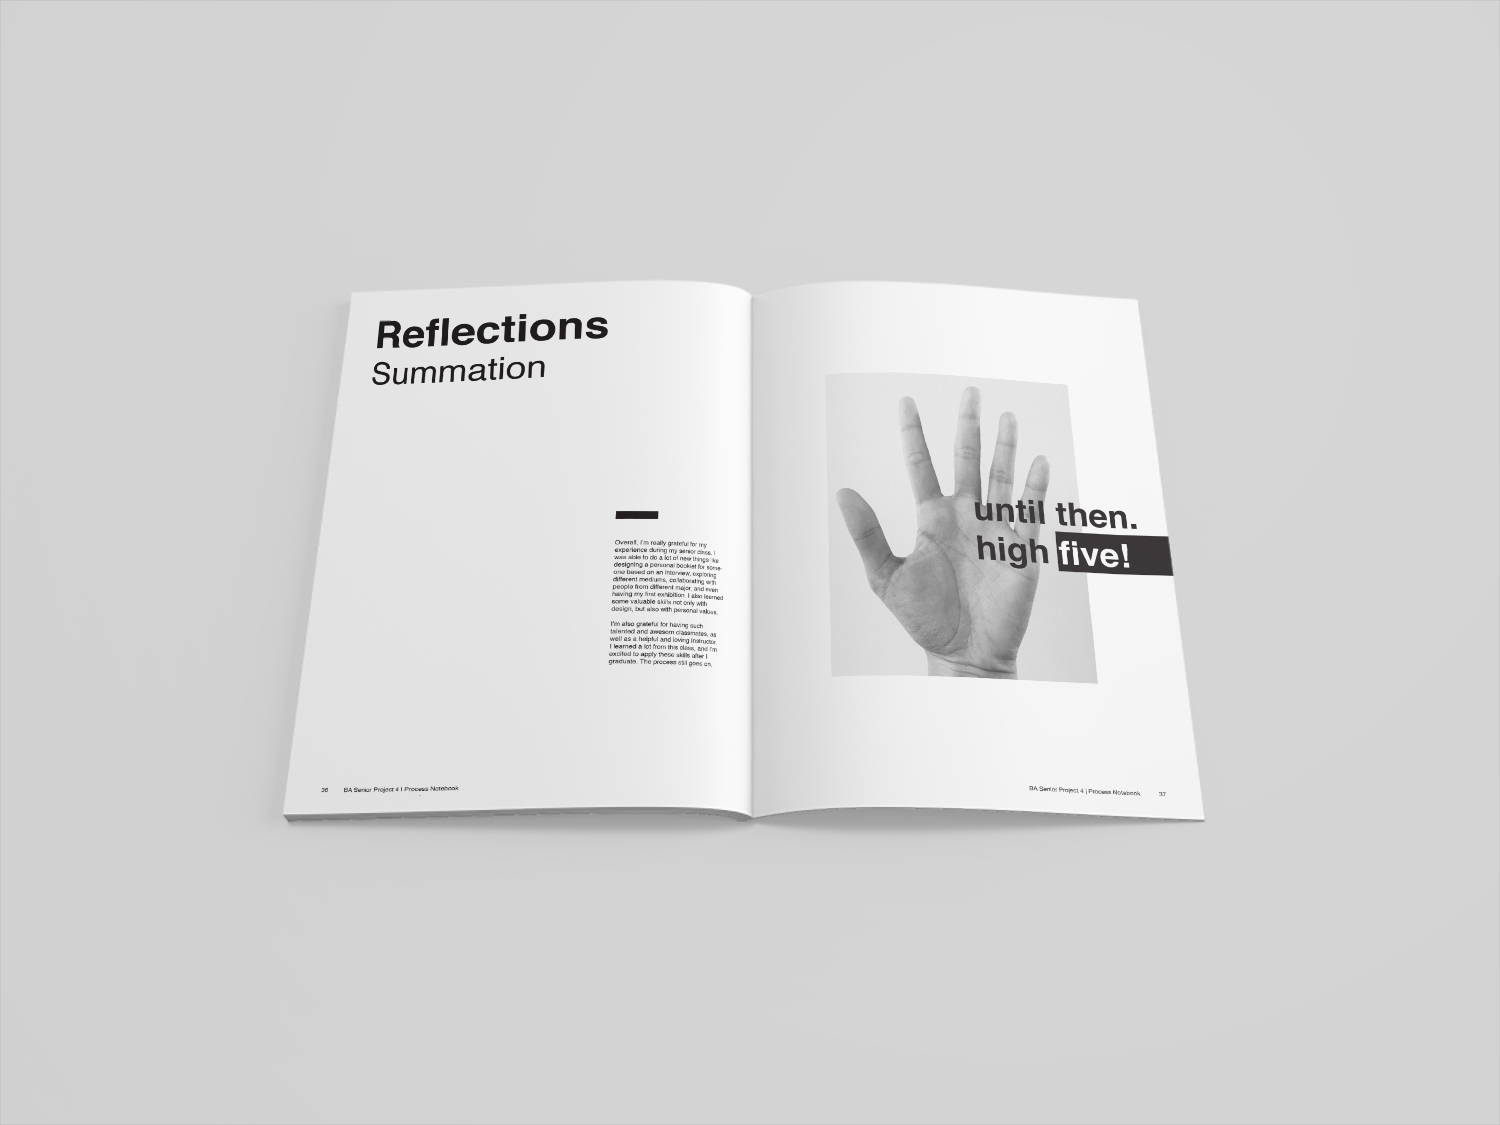 Reflections
Summation
Overall, I'm really grateful for my
experience during my senior class. I
was able to do a lot of new things like
designing a personal booklet for some-
one based on an interview, exploring
different mediums, collaborating with
people from different major, and even
having my first exhibition. I also learned
some valuable skills not only with
design, but also with personal values.
I'm also grateful for having such
talented and awesom classmates, as
well as a helpful and loving instructor.
I learned a lot from this class, and I'm
excited to apply these skills after I
graduate. The process still goes on.
36 BA Senior Project 4 | Process Notebook
until then.
high five!
BA Senior Project 4 | Process Notebook 37